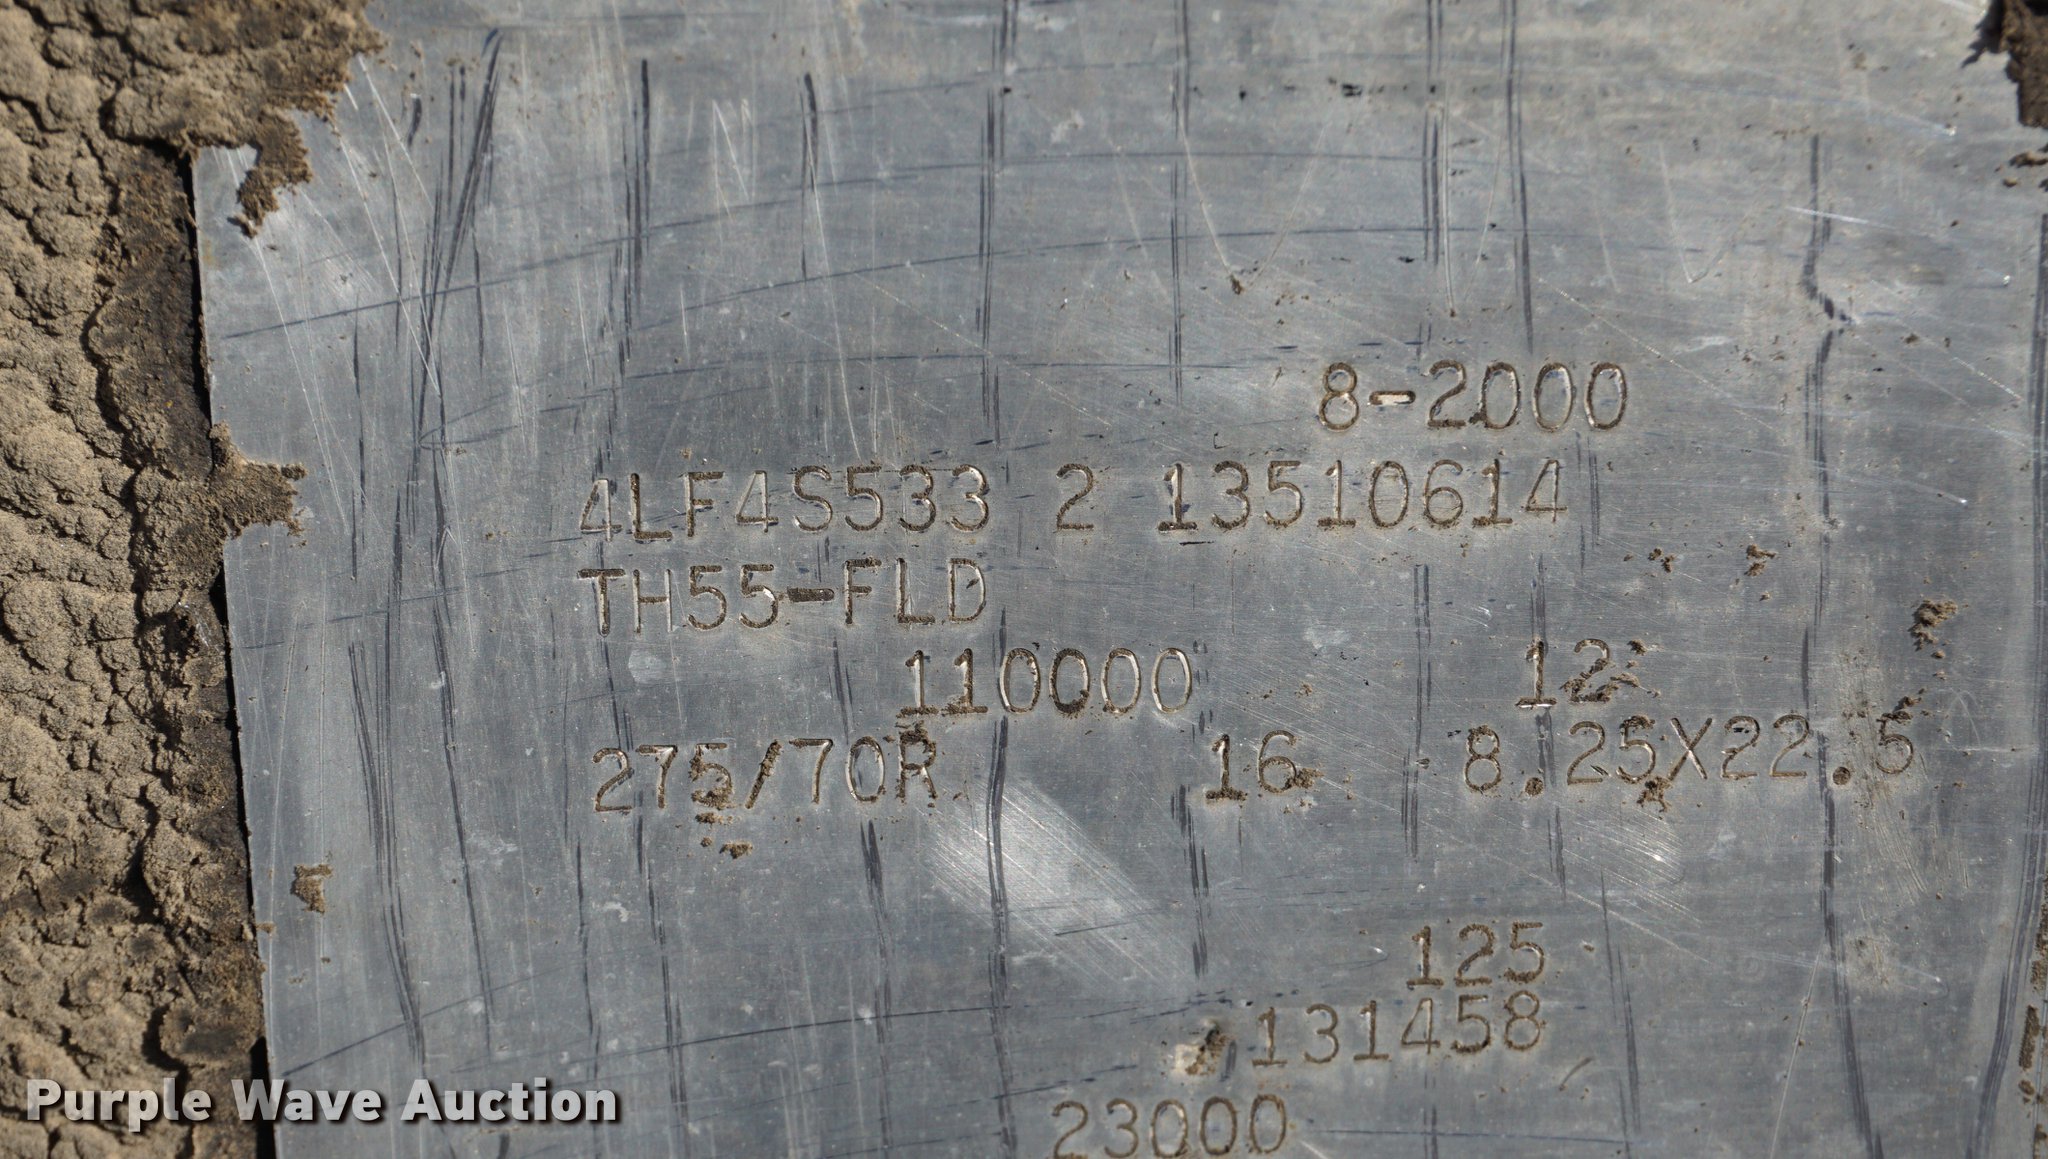 8-2000
4LF4S533 2 13510614
TH55-FLD
110000 12
275/70R 16 8.25X22.5
125
131458
23000
Purple Wave Auction